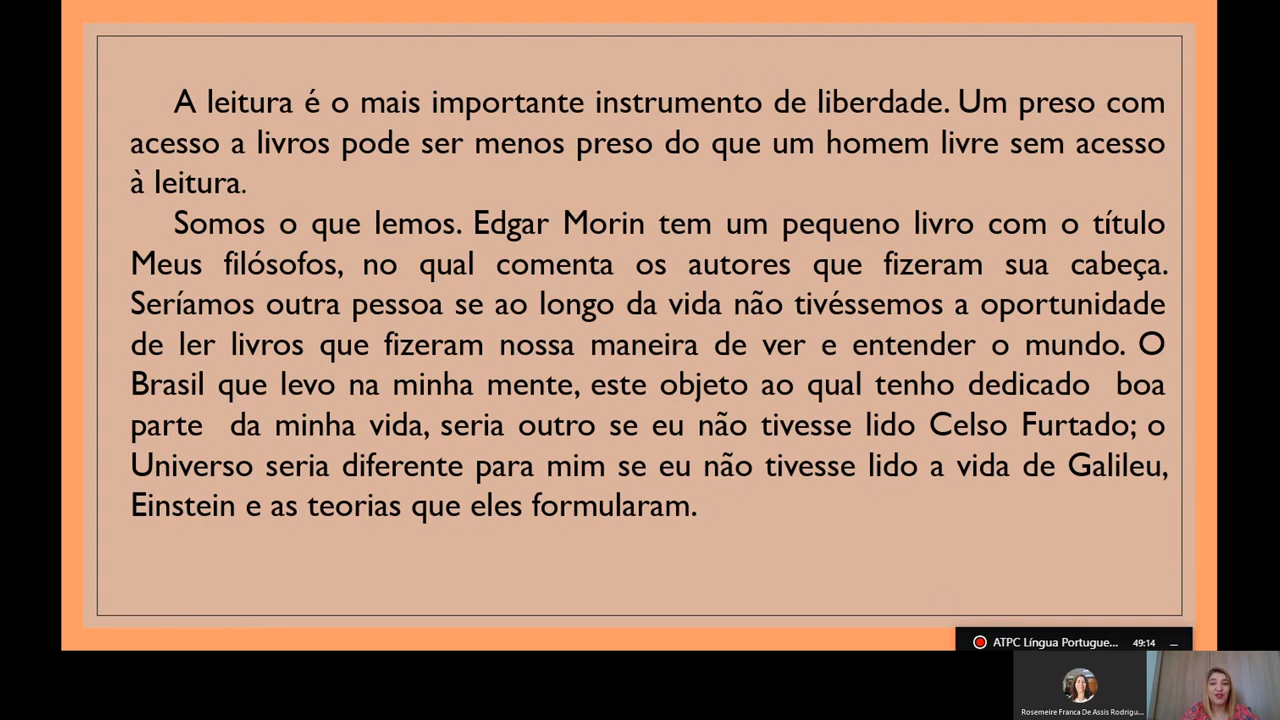 A leitura é o mais importante instrumento de liberdade. Um preso com
acesso a livros pode ser menos preso do que um homem livre sem acesso
à leitura.
Somos o que lemos. Edgar Morin tem um pequeno livro com o título
Meus filósofos, no qual comenta os autores que fizeram sua cabeça.
Seríamos outra pessoa se ao longo da vida não tivéssemos a oportunidade
de ler livros que fizeram nossa maneira de ver e entender o mundo. O
Brasil que levo na minha mente, este objeto ao qual tenho dedicado boa
parte da minha vida, seria outro se eu não tivesse lido Celso Furtado; o
Universo seria diferente para mim se eu não tivesse lido a vida de Galileu,
Einstein e as teorias que eles formularam.
ATPC Língua Portugue... 49:14
Rosemeire Franca De Assis Rodrigu...